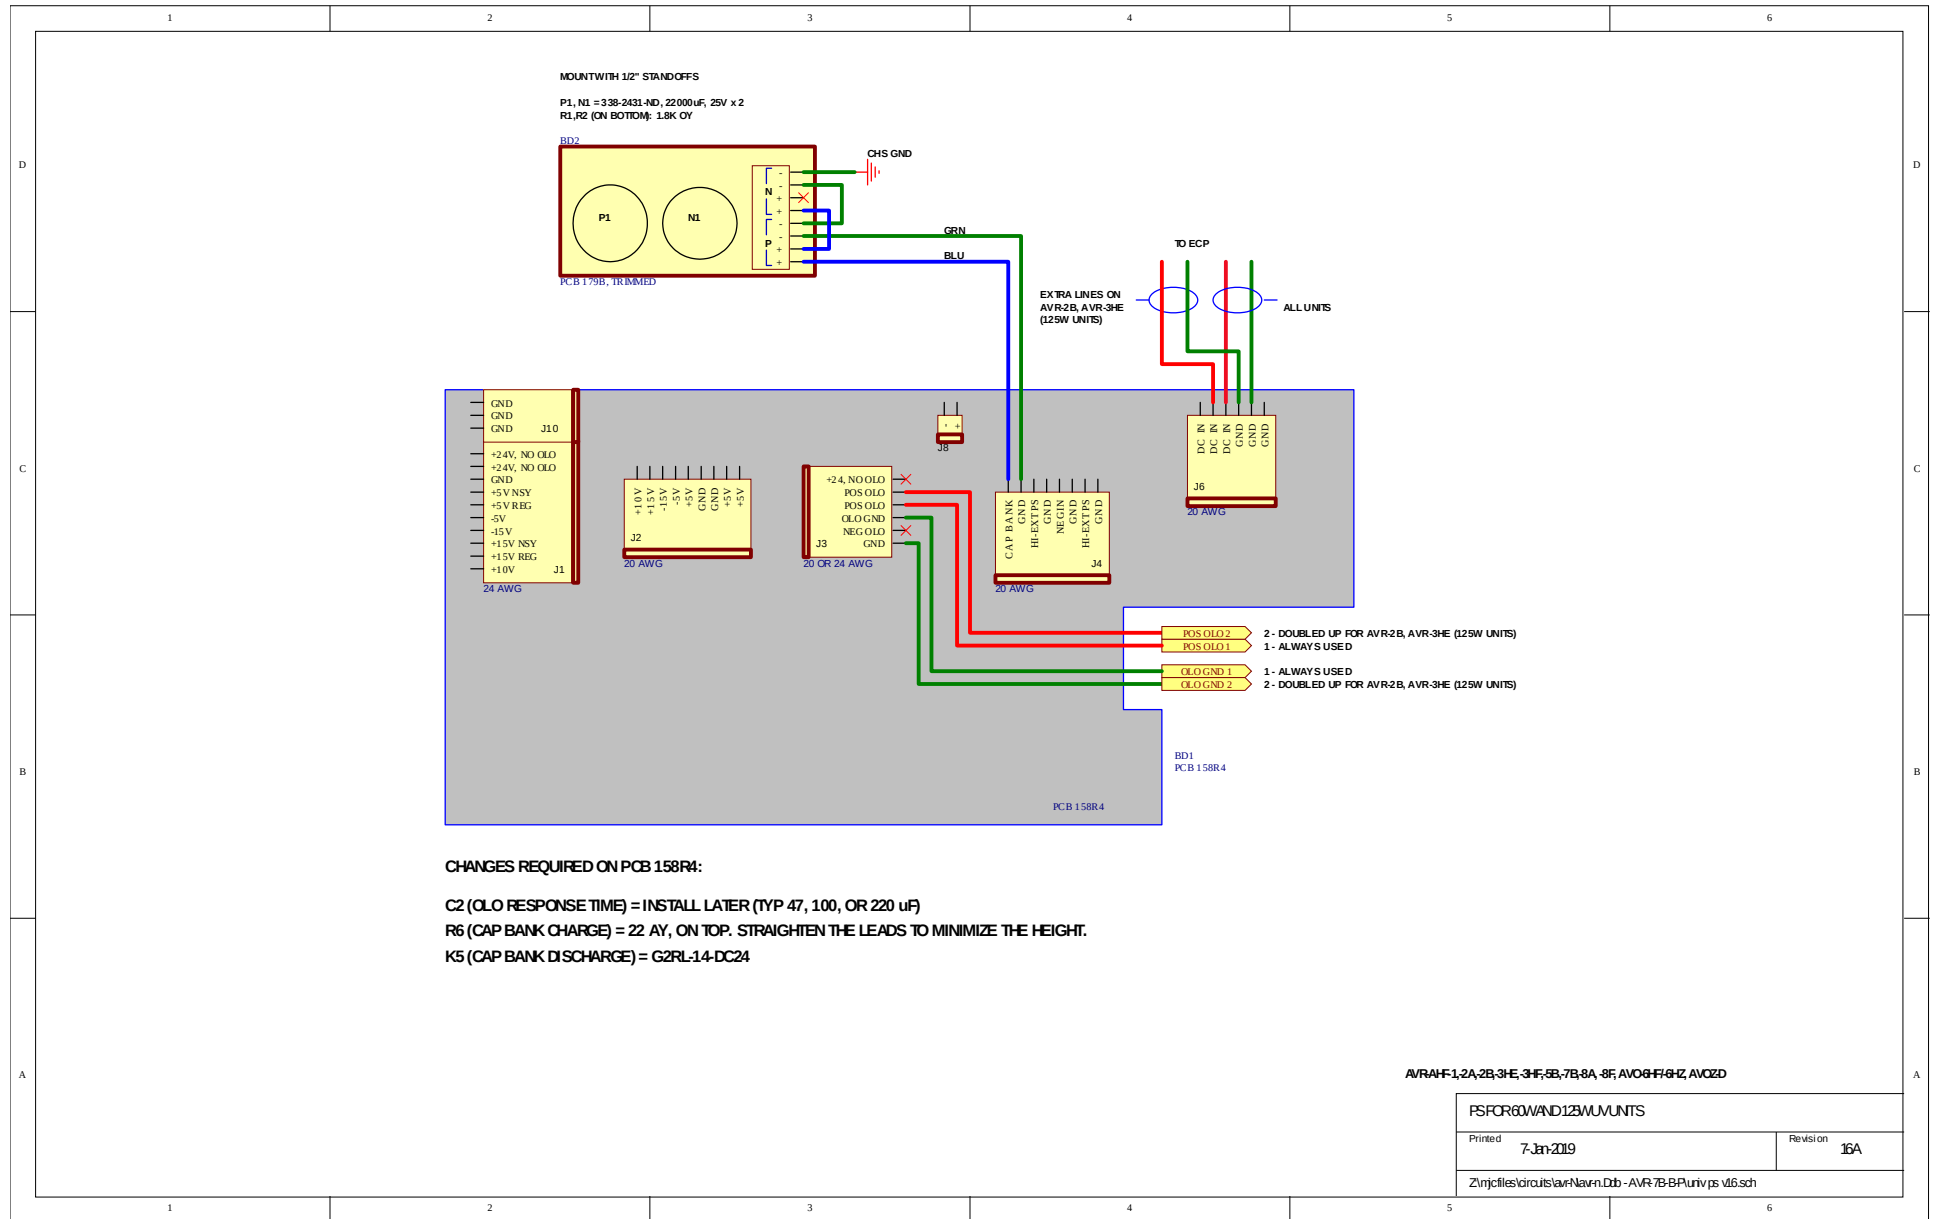 1 2 3 4 5 6
MOUNT WITH 1/2" STANDOFFS
P1, N1 = 338-2431-ND, 22000uF, 25V x 2
R1,R2 (ON BOTTOM): 1.8K OY
BD2
D
D
CHS GND
P1
N1
N
P
-
-
+
+
-
-
+
+
GRN
BLU
PCB 179B, TRIMMED
TO ECP
EXTRA LINES ON
AVR-2B, AVR-3HE
(125W UNITS)
ALL UNITS
C
C
GND
GND
GND
J10
+24V, NO OLO
+24V, NO OLO
GND
+5V NSY
+5V REG
-5V
-15V
+15V NSY
+15V REG
+10V
J1
24 AWG
+10V
+15V
-15V
-5V
+5V
GND
GND
+5V
+5V
J2
20 AWG
+24, NO OLO
POS OLO
POS OLO
OLO GND
NEG OLO
GND
J3
20 OR 24 AWG
- +
J8
CAP BANK
GND
HI-EXT PS
GND
NEG IN
GND
HI-EXT PS
GND
J4
20 AWG
DC IN
DC IN
DC IN
GND
GND
GND
J6
20 AWG
POS OLO 2 2 - DOUBLED UP FOR AVR-2B, AVR-3HE (125W UNITS)
POS OLO 1 1 - ALWAYS USED
OLO GND 1 1 - ALWAYS USED
OLO GND 2 2 - DOUBLED UP FOR AVR-2B, AVR-3HE (125W UNITS)
B
B
BD1
PCB 158R4
PCB 158R4
CHANGES REQUIRED ON PCB 158R4:
C2 (OLO RESPONSE TIME) = INSTALL LATER (TYP 47, 100, OR 220 uF)
R6 (CAP BANK CHARGE) = 22 AY, ON TOP. STRAIGHTEN THE LEADS TO MINIMIZE THE HEIGHT.
K5 (CAP BANK DISCHARGE) = G2RL-14-DC24
A
A
AVR-AHF-1,-2A,-2B,-3HE,-3HF,-5B,-7B,-8A, -8F, AVO-6HF/-6HZ, AVOZ-D
PS FOR 60W AND 125W UV UNITS
Printed 7-Jan-2019
Revision 16A
Z:\mjcfiles\circuits\avr-N\avr-n.Ddb - AVR-7B-B-P\univ ps v16.sch
1 2 3 4 5 6